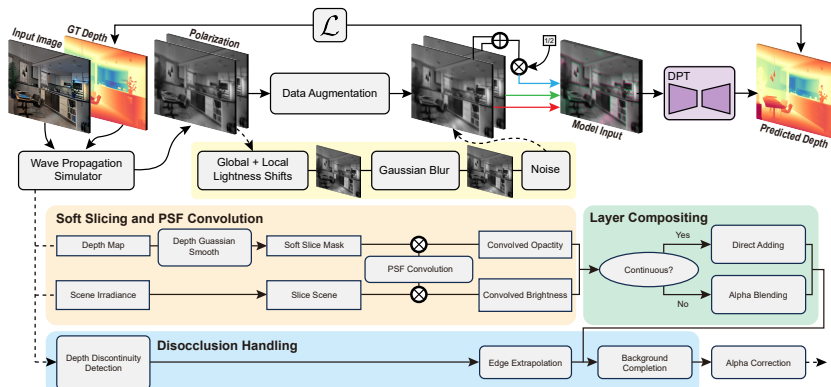 Input Image
GT Depth
Polarization
ℒ
1/2
Data Augmentation
Model Input
DPT
Predicted Depth
Wave Propagation
Simulator
Global + Local
Lightness Shifts
Gaussian Blur
Noise
Soft Slicing and PSF Convolution
Depth Map
Depth Guassian
Smooth
Soft Slice Mask
Convolved Opactity
PSF Convolution
Scene Irradiance
Slice Scene
Convolved Brightness
Layer Compositing
Continuous?
Yes
No
Direct Adding
Alpha Blending
Disocclusion Handling
Depth Discontinuity
Detection
Edge Extrapolation
Background
Completion
Alpha Correction